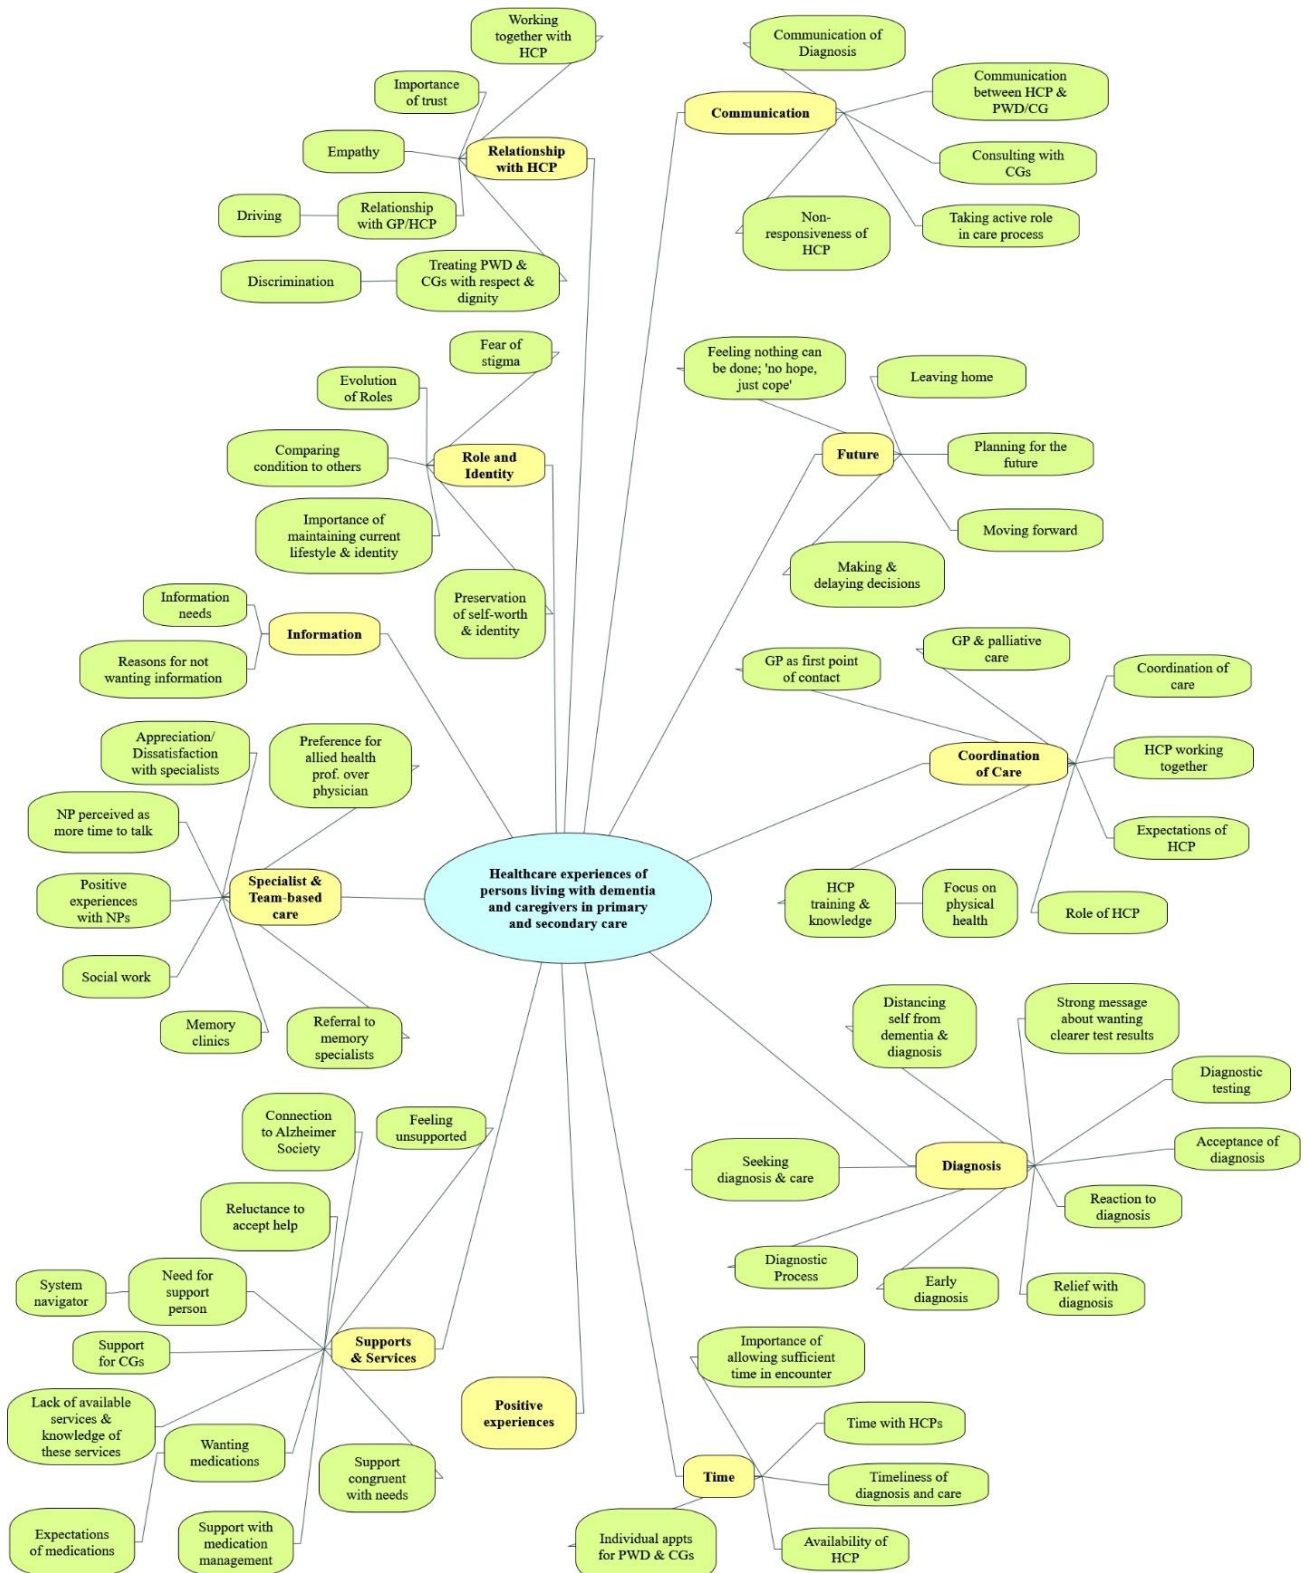 Working
together with
HCP
Importance
of trust
Empathy
Driving
Relationship
with GP/HCP
Discrimination
Treating PWD &
CGs with respect &
dignity
Relationship
with HCP
Communication of
Diagnosis
Communication
Communication
between HCP &
PWD/CG
Consulting with
CGs
Taking active role
in care process
Non-
responsiveness of
HCP
Fear of
stigma
Evolution
of Roles
Comparing
condition to others
Importance of
maintaining current
lifestyle & identity
Preservation
of self-worth
& identity
Role and
Identity
Feeling nothing can
be done; 'no hope,
just cope'
Future
Leaving home
Planning for the
future
Moving forward
Making &
delaying decisions
Information
needs
Reasons for not
wanting information
Information
GP as first point
of contact
GP & palliative
care
Coordination
of Care
Coordination of
care
HCP working
together
Expectations of
HCP
Role of HCP
HCP
training &
knowledge
Focus on
physical
health
Appreciation/
Dissatisfaction
with specialists
Preference for
allied health
prof. over
physician
NP perceived as
more time to talk
Positive
experiences
with NPs
Social work
Memory
clinics
Referral to
memory
specialists
Specialist &
Team-based
care
Healthcare experiences of
persons living with dementia
and caregivers in primary
and secondary care
Distancing
self from
dementia &
diagnosis
Strong message
about wanting
clearer test results
Diagnostic
testing
Acceptance of
diagnosis
Reaction to
diagnosis
Relief with
diagnosis
Early
diagnosis
Diagnostic
Process
Seeking
diagnosis & care
Diagnosis
Connection
to Alzheimer
Society
Feeling
unsupported
Reluctance to
accept help
System
navigator
Need for
support
person
Support
for CGs
Supports
& Services
Lack of available
services &
knowledge of
these services
Wanting
medications
Expectations
of medications
Support with
medication
management
Support
congruent
with needs
Positive
experiences
Importance of
allowing sufficient
time in encounter
Time with HCPs
Time
Timeliness of
diagnosis and care
Individual appts
for PWD & CGs
Availability of
HCP